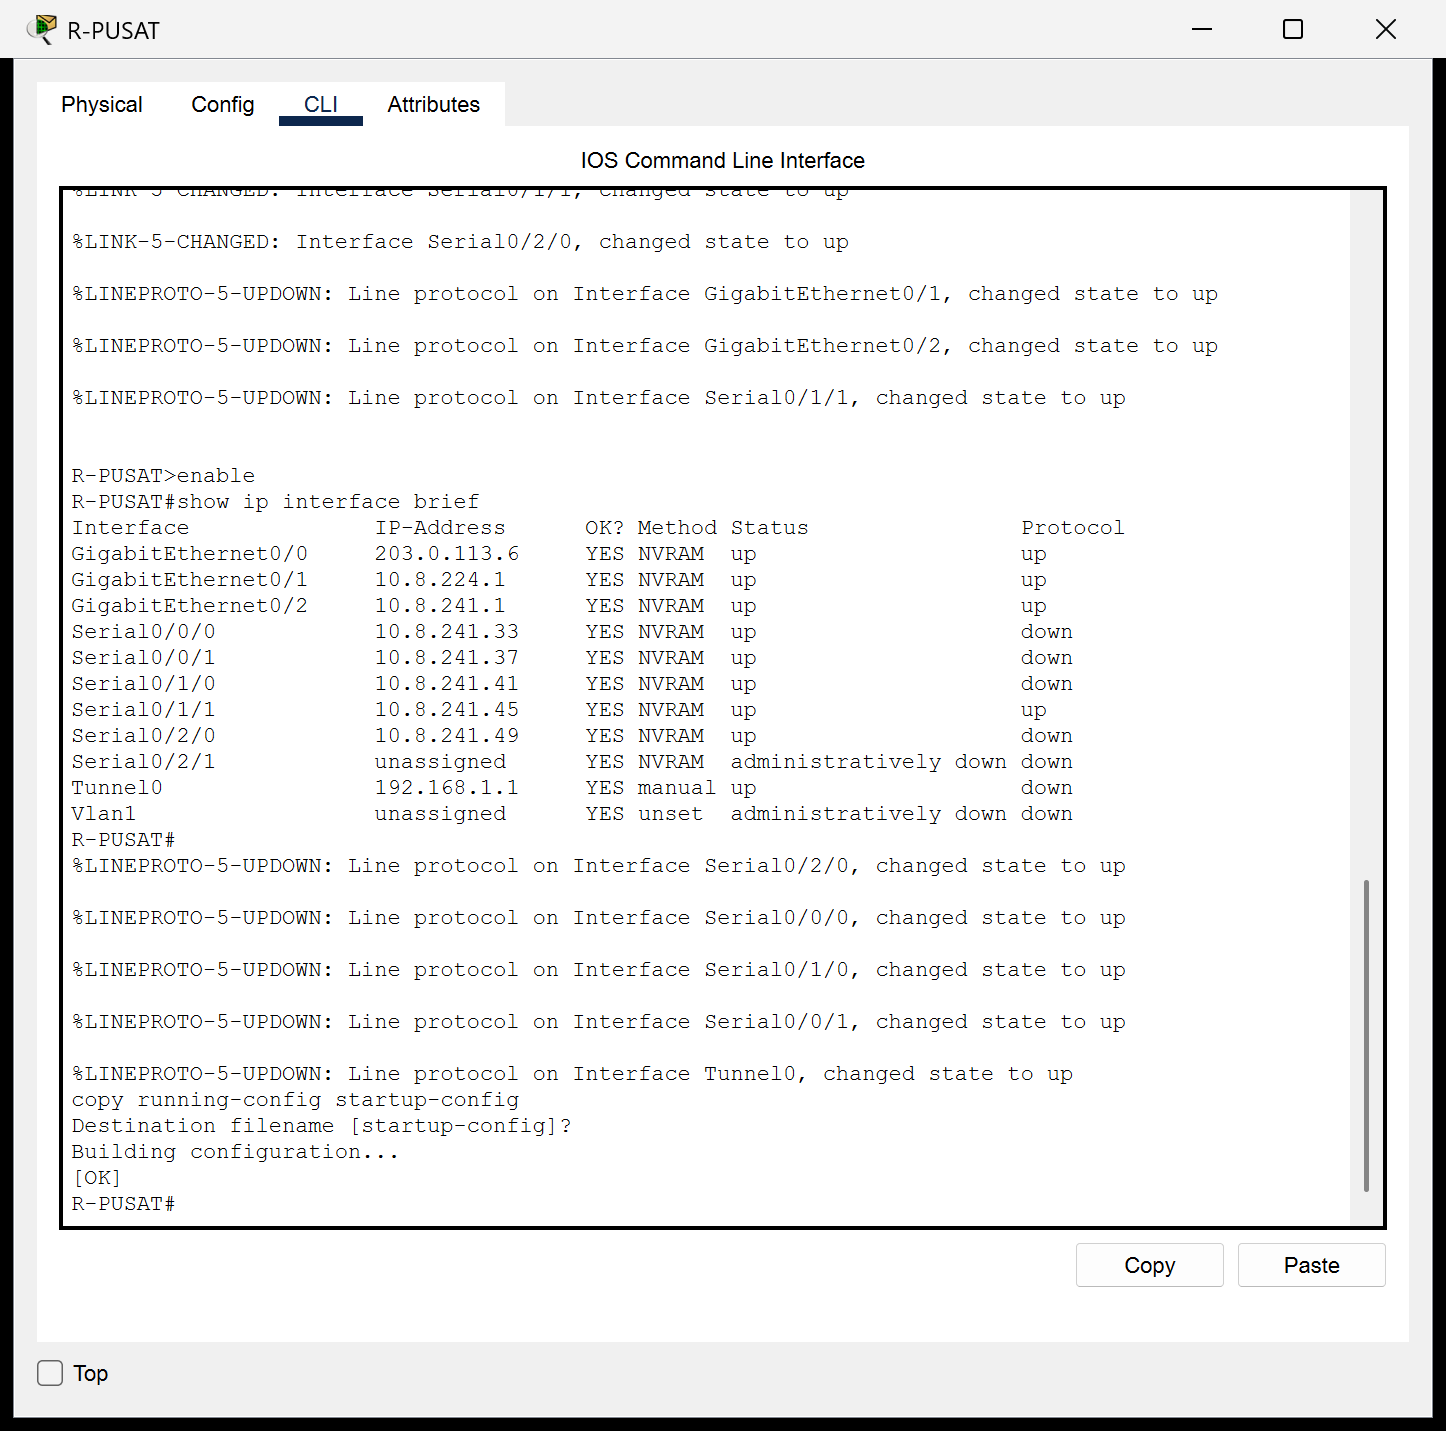 R-PUSAT
Physical Config CLI Attributes
IOS Command Line Interface
%LINK-5-CHANGED: Interface Serial0/1/1, changed state to up
%LINK-5-CHANGED: Interface Serial0/2/0, changed state to up
%LINEPROTO-5-UPDOWN: Line protocol on Interface GigabitEthernet0/1, changed state to up
%LINEPROTO-5-UPDOWN: Line protocol on Interface GigabitEthernet0/2, changed state to up
%LINEPROTO-5-UPDOWN: Line protocol on Interface Serial0/1/1, changed state to up
R-PUSAT>enable
R-PUSAT#show ip interface brief
Interface IP-Address OK? Method Status Protocol
GigabitEthernet0/0 203.0.113.6 YES NVRAM up up
GigabitEthernet0/1 10.8.224.1 YES NVRAM up up
GigabitEthernet0/2 10.8.241.1 YES NVRAM up up
Serial0/0/0 10.8.241.33 YES NVRAM up down
Serial0/0/1 10.8.241.37 YES NVRAM up down
Serial0/1/0 10.8.241.41 YES NVRAM up down
Serial0/1/1 10.8.241.45 YES NVRAM up up
Serial0/2/0 10.8.241.49 YES NVRAM up down
Serial0/2/1 unassigned YES NVRAM administratively down down
Tunnel0 192.168.1.1 YES manual up down
Vlan1 unassigned YES unset administratively down down
R-PUSAT#
%LINEPROTO-5-UPDOWN: Line protocol on Interface Serial0/2/0, changed state to up
%LINEPROTO-5-UPDOWN: Line protocol on Interface Serial0/0/0, changed state to up
%LINEPROTO-5-UPDOWN: Line protocol on Interface Serial0/1/0, changed state to up
%LINEPROTO-5-UPDOWN: Line protocol on Interface Serial0/0/1, changed state to up
%LINEPROTO-5-UPDOWN: Line protocol on Interface Tunnel0, changed state to up
copy running-config startup-config
Destination filename [startup-config]?
Building configuration...
[OK]
R-PUSAT#
Copy Paste
Top